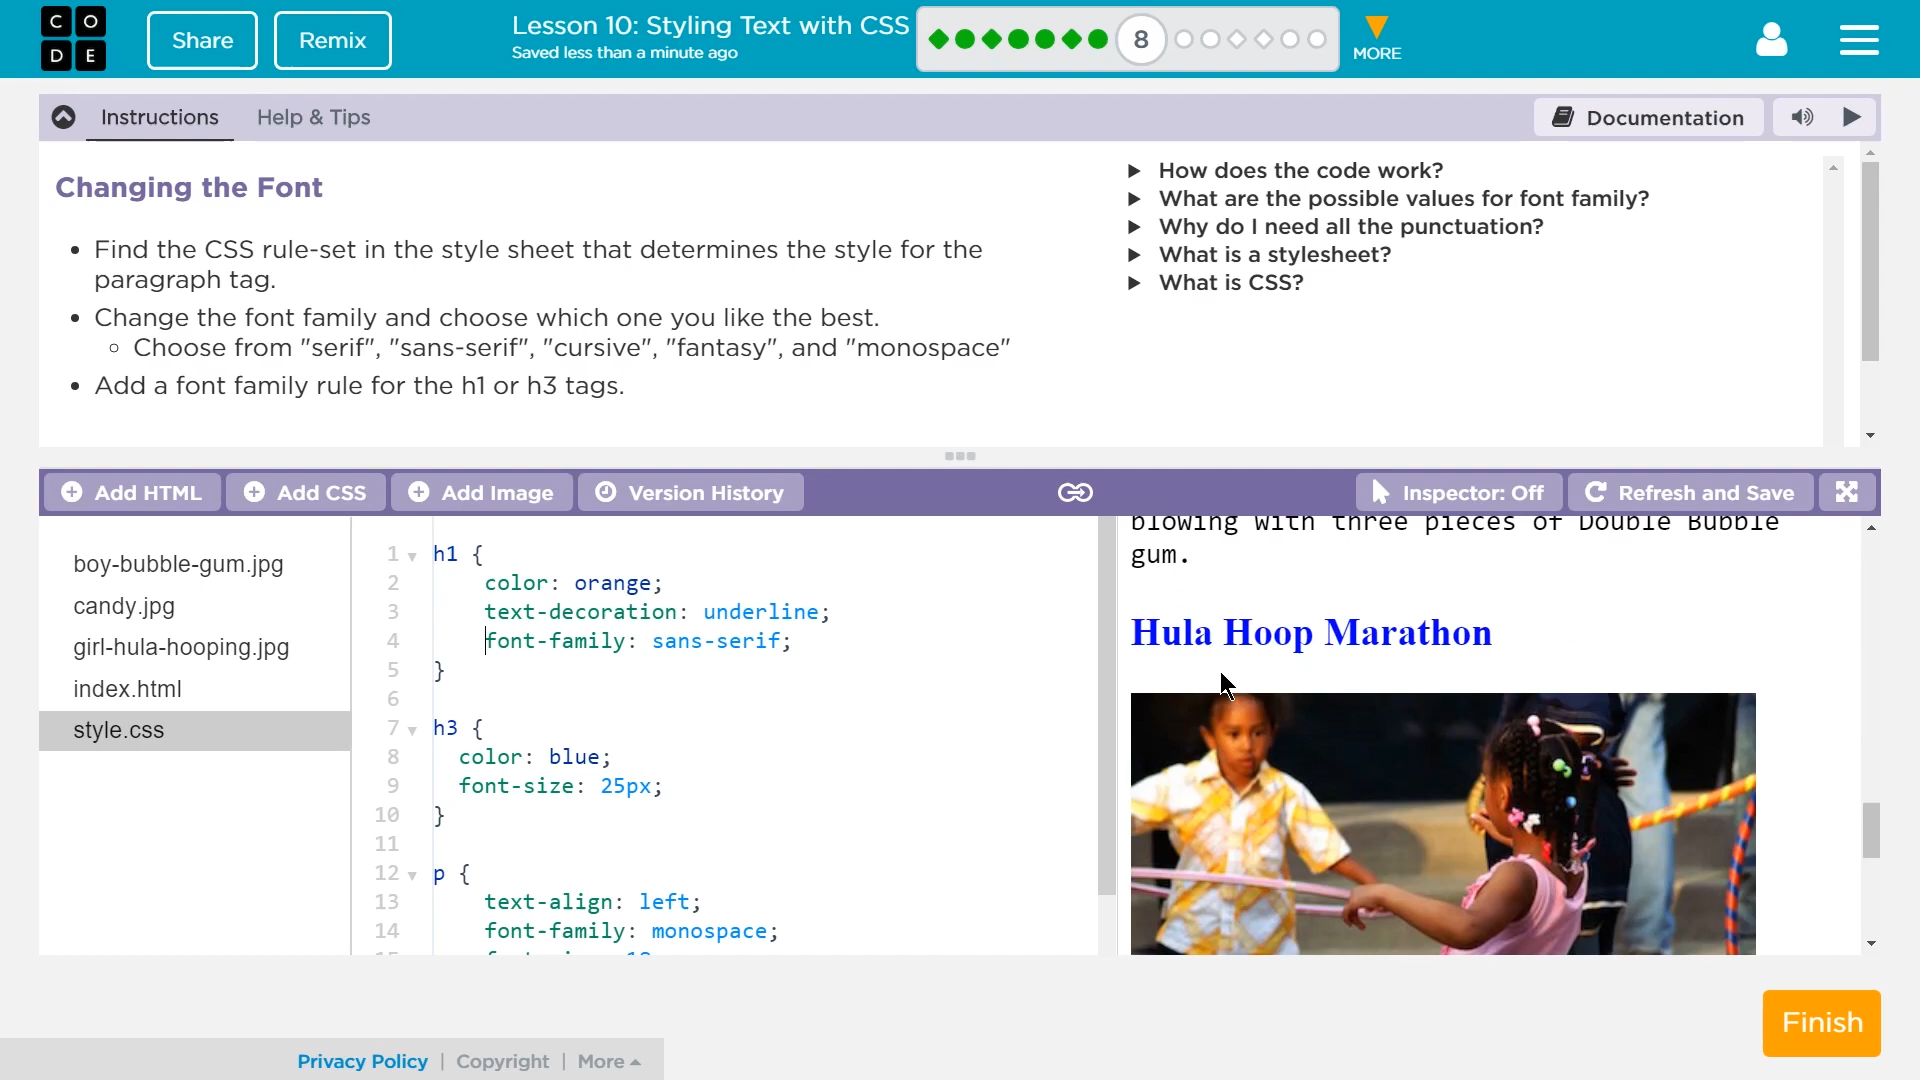 CO
DE
Share
Remix
Lesson 10: Styling Text with CSS
Saved less than a minute ago
8
MORE
Instructions
Help & Tips
Documentation
Changing the Font
• Find the CSS rule-set in the style sheet that determines the style for the
paragraph tag.
• Change the font family and choose which one you like the best.
○ Choose from "serif", "sans-serif", "cursive", "fantasy", and "monospace"
• Add a font family rule for the h1 or h3 tags.
How does the code work?
What are the possible values for font family?
Why do I need all the punctuation?
What is a stylesheet?
What is CSS?
Add HTML
Add CSS
Add Image
Version History
Inspector: Off
Refresh and Save
boy-bubble-gum.jpg
candy.jpg
girl-hula-hooping.jpg
index.html
style.css
1 h1 {
2 color: orange;
3 text-decoration: underline;
4 font-family: sans-serif;
5 }
6
7 h3 {
8 color: blue;
9 font-size: 25px;
10 }
11
12 p {
13 text-align: left;
14 font-family: monospace;
blowing with three pieces of Double Bubble
gum.
Hula Hoop Marathon
Finish
Privacy Policy | Copyright | More